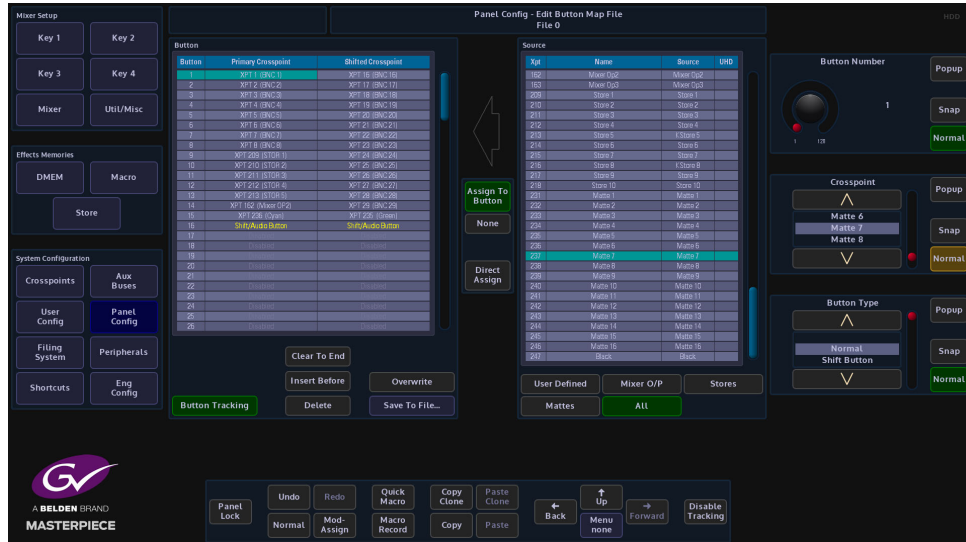 Mixer Setup
Key 1
Key 2
Key 3
Key 4
Mixer
Util/Misc
Effects Memories
DMEM
Macro
Store
System Configuration
Crosspoints
Aux
Buses
User
Config
Panel
Config
Filing
System
Peripherals
Shortcuts
Eng
Config
A BELDEN BRAND
MASTERPIECE
Panel Config - Edit Button Map File
File 0
HDD
Button
Button Primary Crosspoint Shifted Crosspoint
1 XPT 1 (BNC 1) XPT 16 (BNC 16)
2 XPT 2 (BNC 2) XPT 17 (BNC 17)
3 XPT 3 (BNC 3) XPT 18 (BNC 18)
4 XPT 4 (BNC 4) XPT 19 (BNC 19)
5 XPT 5 (BNC 5) XPT 20 (BNC 20)
6 XPT 6 (BNC 6) XPT 21 (BNC 21)
7 XPT 7 (BNC 7) XPT 22 (BNC 22)
8 XPT 8 (BNC 8) XPT 23 (BNC 23)
9 XPT 209 (STOR 1) XPT 24 (BNC 24)
10 XPT 210 (STOR 2) XPT 25 (BNC 25)
11 XPT 211 (STOR 3) XPT 26 (BNC 26)
12 XPT 212 (STOR 4) XPT 27 (BNC 27)
13 XPT 213 (STOR 5) XPT 28 (BNC 28)
14 XPT 162 (Mixer OP2) XPT 29 (BNC 29)
15 XPT 236 (Cyan) XPT 235 (Green)
16 Shift/Audio Button Shift/Audio Button
17
18 Disabled Disabled
19
20 Disabled Disabled
21
22 Disabled Disabled
23
24 Disabled Disabled
25
26 Disabled Disabled
Clear To End
Insert Before
Overwrite
Button Tracking
Delete
Save To File...
Assign To
Button
None
Direct
Assign
Source
Xpt Name Source UHD
162 Mixer Op2 Mixer Op2
163 Mixer Op3 Mixer Op3
209 Store 1 Store 1
210 Store 2 Store 2
211 Store 3 Store 3
212 Store 4 Store 4
213 Store 5 f.Store 5
214 Store 6 Store 6
215 Store 7 Store 7
216 Store 8 f.Store 8
217 Store 9 Store 9
218 Store 10 Store 10
231 Matte 1 Matte 1
232 Matte 2 Matte 2
233 Matte 3 Matte 3
234 Matte 4 Matte 4
235 Matte 5 Matte 5
236 Matte 6 Matte 6
237 Matte 7 Matte 7
238 Matte 8 Matte 8
239 Matte 9 Matte 9
240 Matte 10 Matte 10
241 Matte 11 Matte 11
242 Matte 12 Matte 12
243 Matte 13 Matte 13
244 Matte 14 Matte 14
245 Matte 15 Matte 15
246 Matte 16 Matte 16
247 Black Black
User Defined
Mixer O/P
Stores
Mattes
All
Button Number
1
1 128
Popup
Snap
Normal
Crosspoint
Matte 6
Matte 7
Matte 8
Popup
Snap
Normal
Button Type
Normal
Shift Button
Popup
Snap
Normal
Panel
Lock
Undo
Redo
Normal
Mod-
Assign
Quick
Macro
Macro
Record
Copy
Clone
Paste
Clone
Copy
Paste
Back
Up
Menu
none
Forward
Disable
Tracking